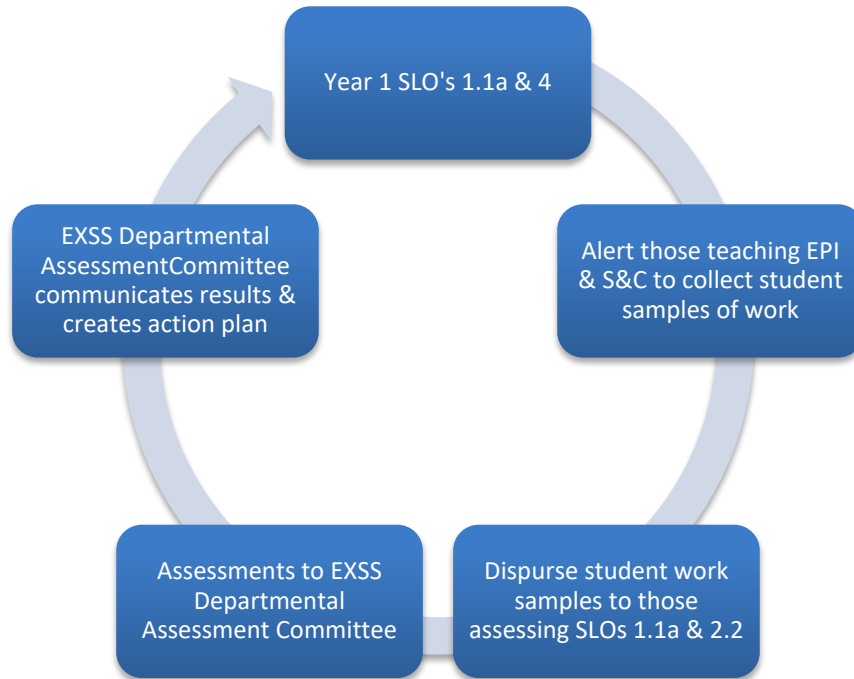 Year 1 SLO's 1.1a & 4
Alert those teaching EPI
& S&C to collect student
samples of work
Dispurse student work
samples to those
assessing SLOs 1.1a & 2.2
Assessments to EXSS
Departmental
Assessment Committee
EXSS Departmental
AssessmentCommittee
communicates results &
creates action plan